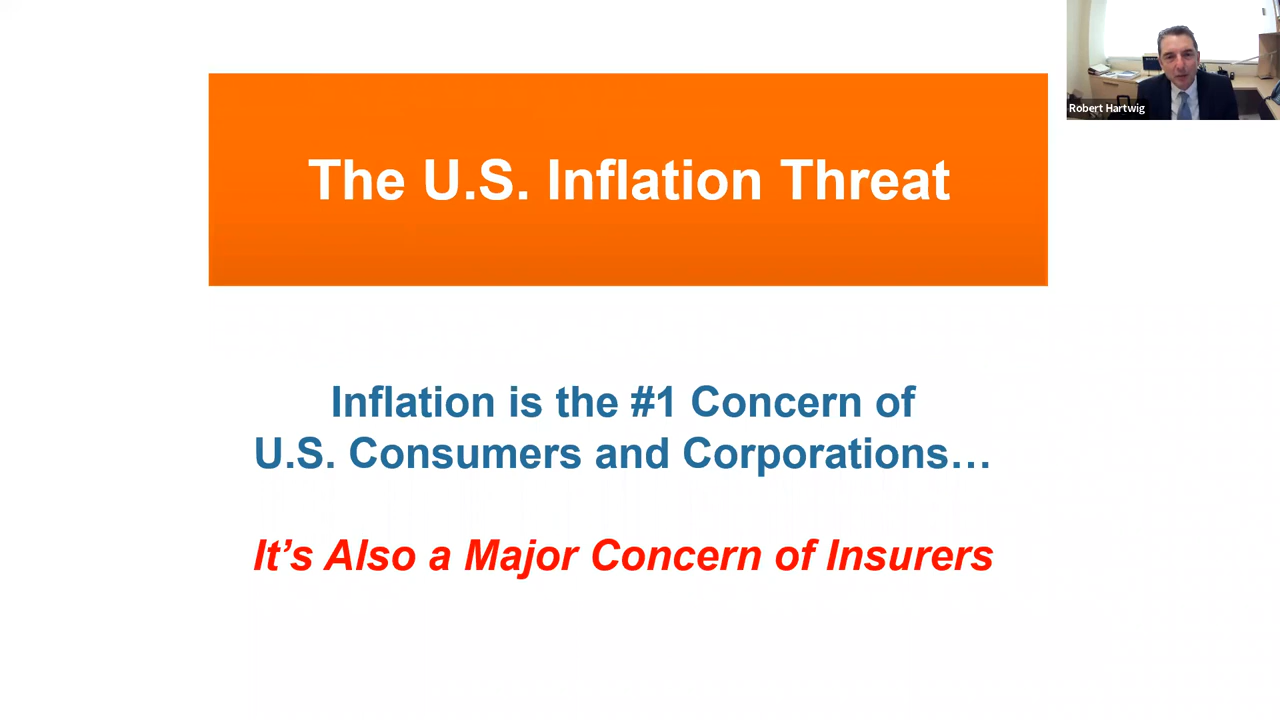 The U.S. Inflation Threat
Robert Hartwig
Inflation is the #1 Concern of
U.S. Consumers and Corporations…
It’s Also a Major Concern of Insurers